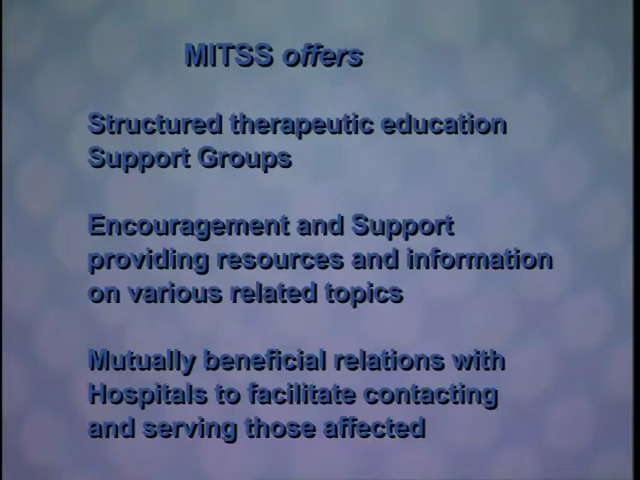 MITSS offers
Structured therapeutic education
Support Groups
Encouragement and Support
providing resources and information
on various related topics
Mutually beneficial relations with
Hospitals to facilitate contacting
and serving those affected